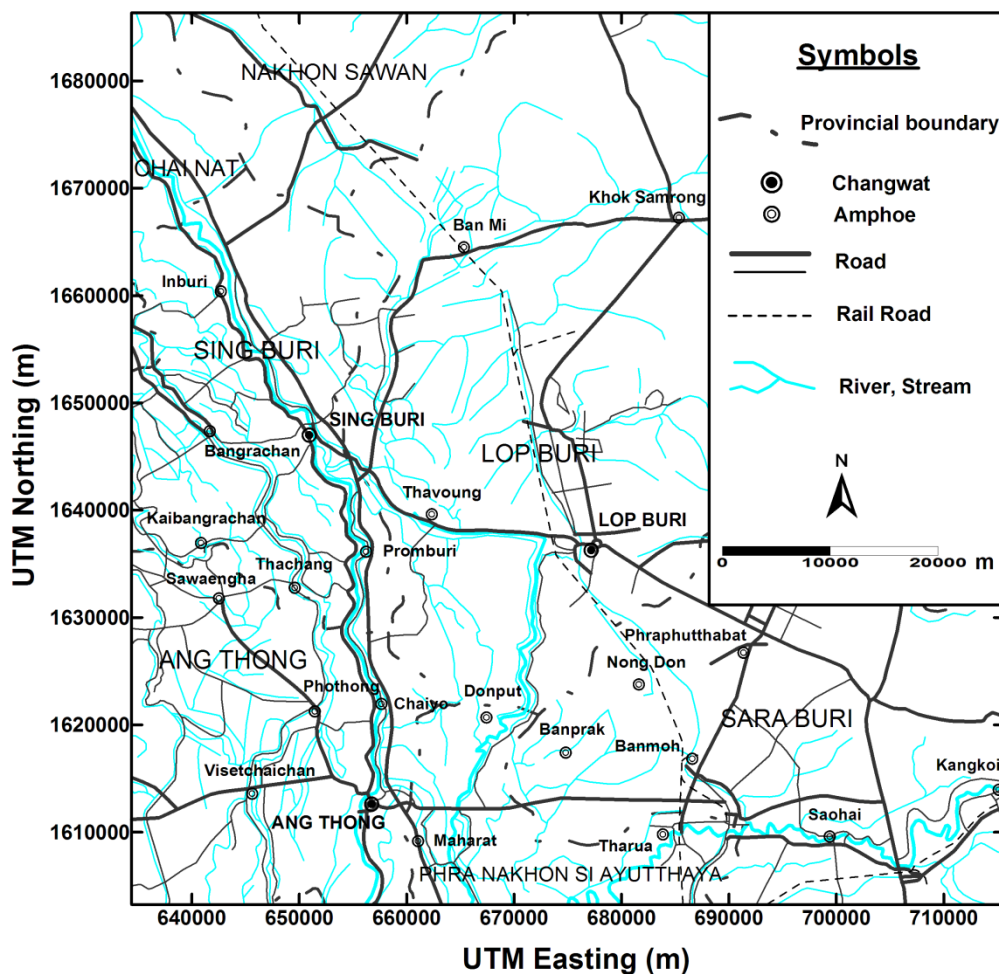 UTM Northing (m)
1680000
1670000
1660000
1650000
1640000
1630000
1620000
1610000
NAKHON SAWAN
CHAI NAT
Khok Samrong
Ban Mi
Inburi
SING BURI
SING BURI
Bangrachan
LOP BURI
Thavoung
LOP BURI
Kaibangrachan
Promburi
Thachang
Sawaengha
Phraphutthabat
Nong Don
ANG THONG
Phothong
Chaiyo
Donput
SARA BURI
Banprak
Banmoh
Visetchaichan
Kangkoi
ANG THONG
Maharat
Tharua
Saohai
PHRA NAKHON SI AYUTTHAYA
Symbols
Provincial boundary
Changwat
Amphoe
Road
Rail Road
River, Stream
N
0 10000 20000 m
640000 650000 660000 670000 680000 690000 700000 710000
UTM Easting (m)